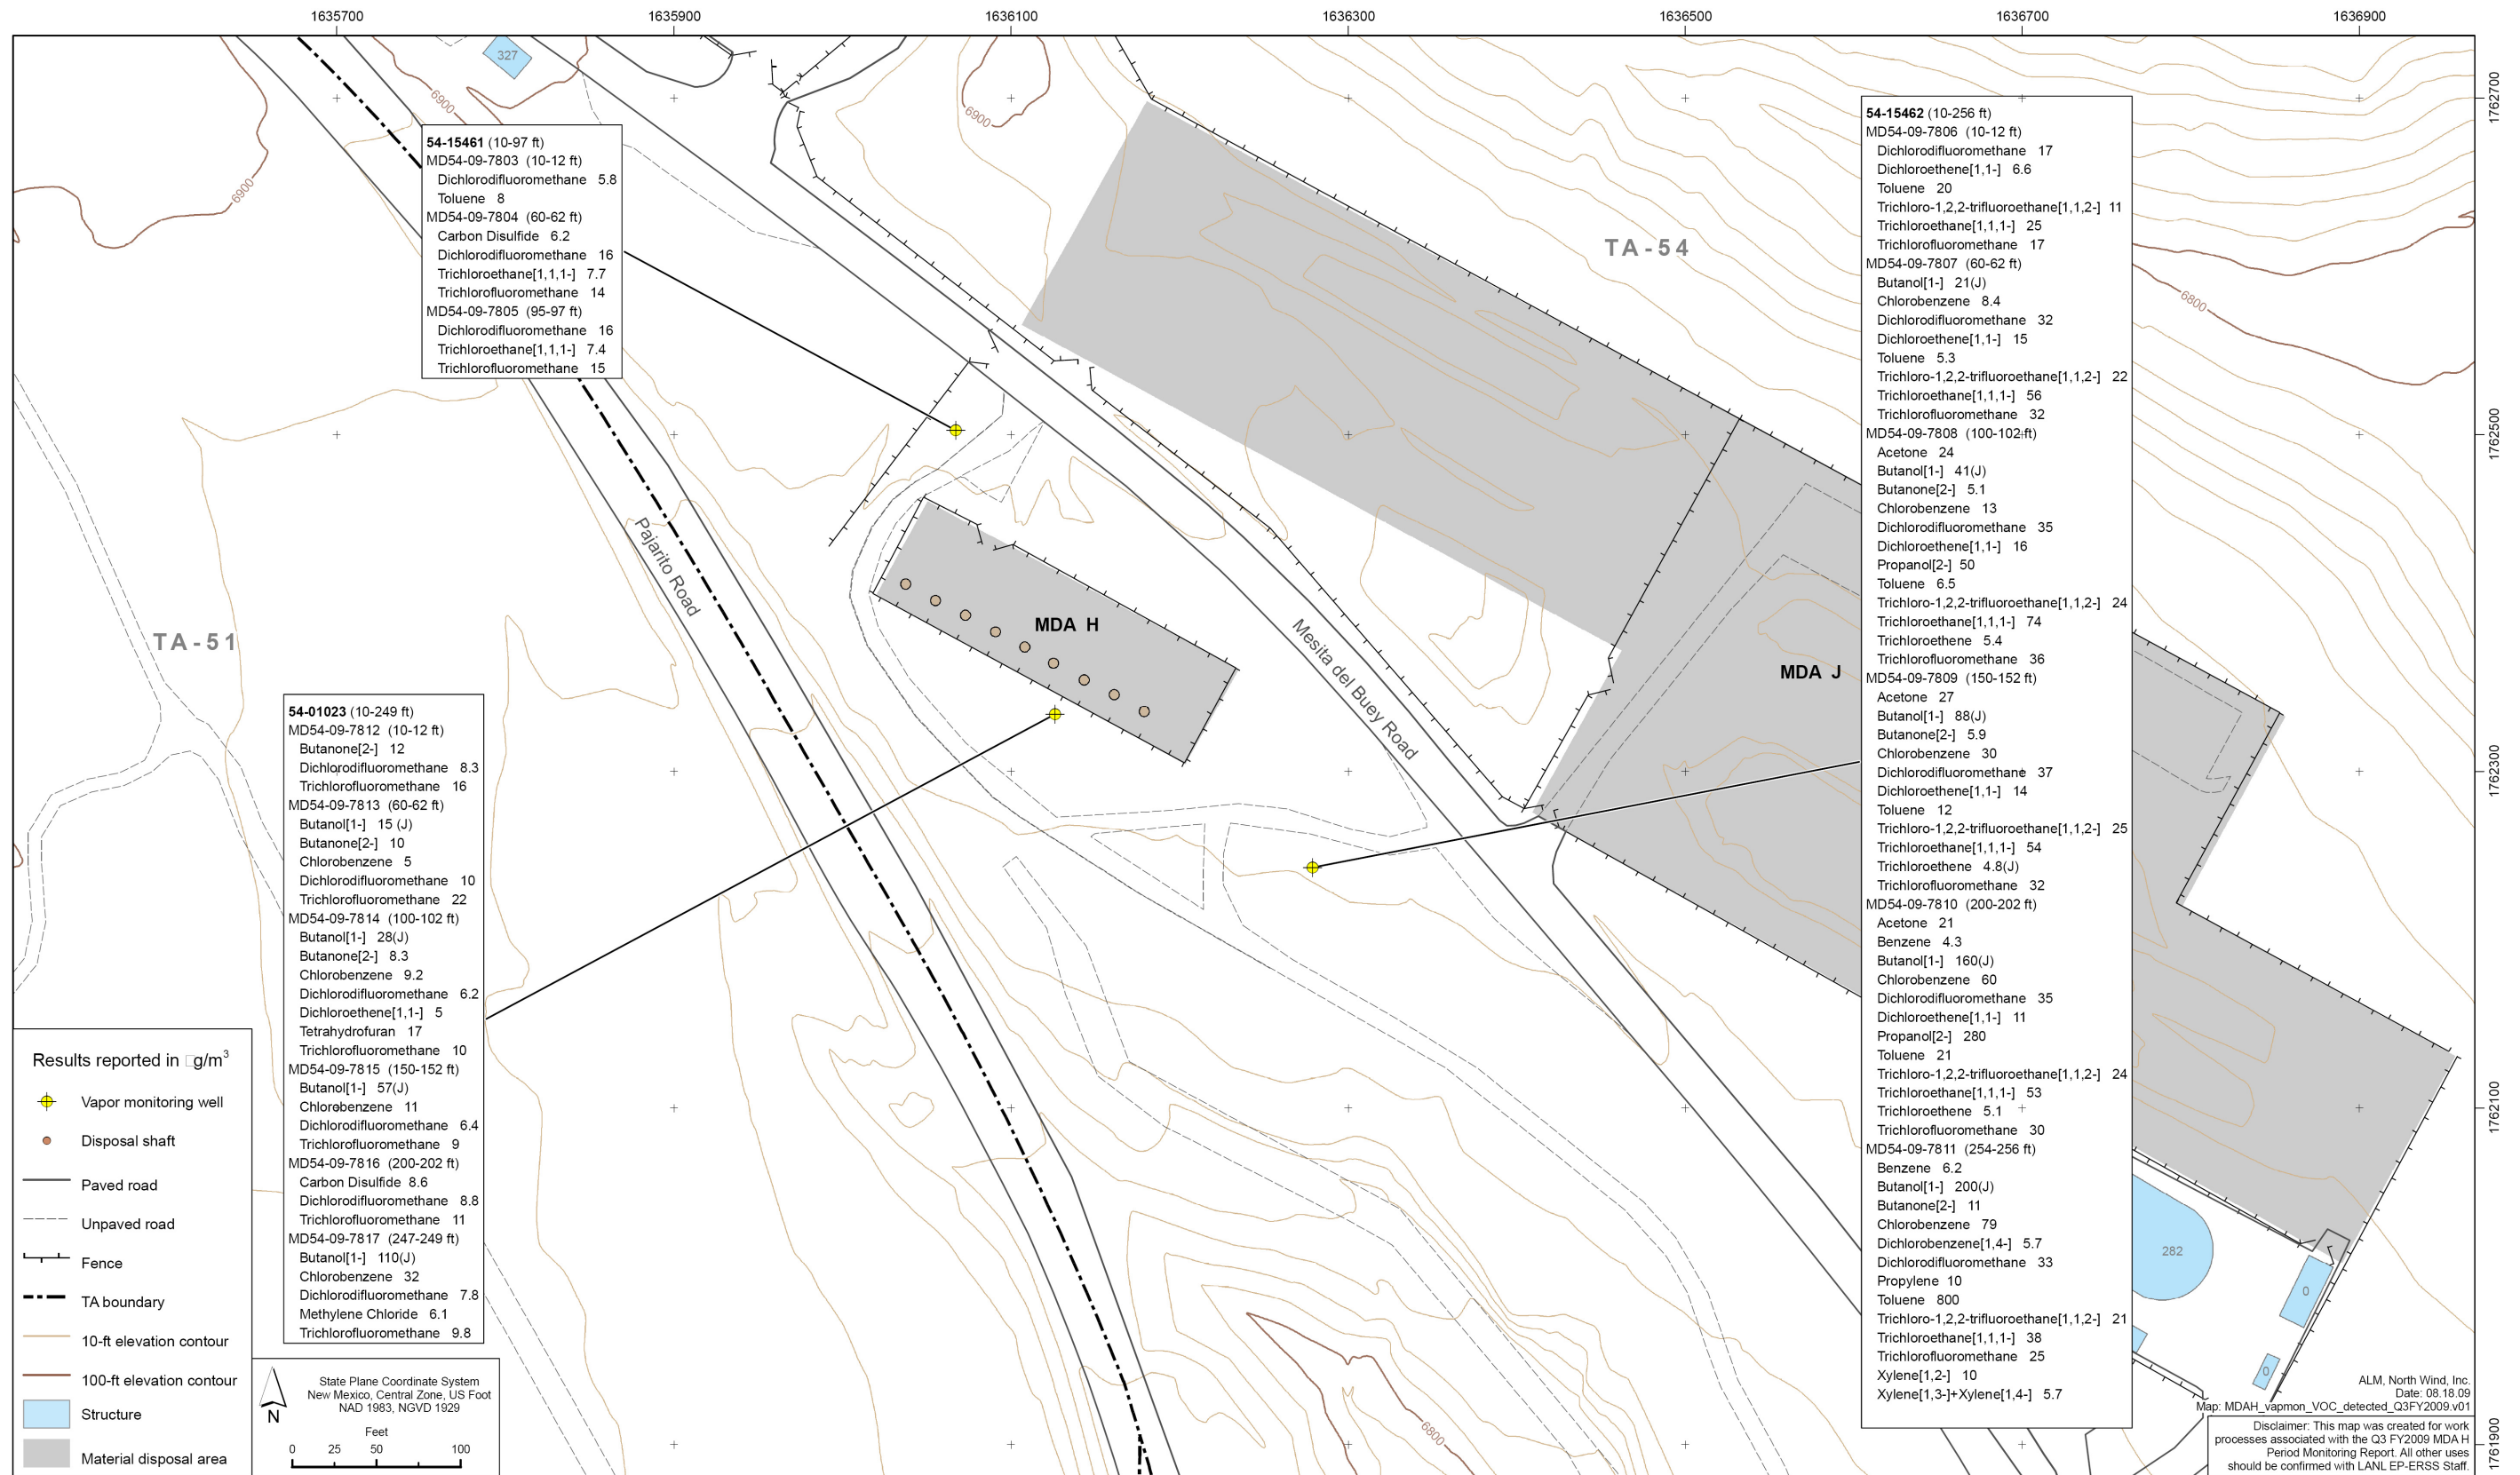 1635700
1635900
1636100
1636300
1636500
1636700
1636900
1762700
1762500
1762300
1762100
1761900
327
6900
6900
6900
6800
6800
TA-54
TA-51
MDA H
MDA J
Pajarito Road
Mesita del Buey Road
282
0
0
54-15461 (10-97 ft)
MD54-09-7803 (10-12 ft)
Dichlorodifluoromethane 5.8
Toluene 8
MD54-09-7804 (60-62 ft)
Carbon Disulfide 6.2
Dichlorodifluoromethane 16
Trichloroethane[1,1,1-] 7.7
Trichlorofluoromethane 14
MD54-09-7805 (95-97 ft)
Dichlorodifluoromethane 16
Trichloroethane[1,1,1-] 7.4
Trichlorofluoromethane 15
54-01023 (10-249 ft)
MD54-09-7812 (10-12 ft)
Butanone[2-] 12
Dichlorodifluoromethane 8.3
Trichlorofluoromethane 16
MD54-09-7813 (60-62 ft)
Butanol[1-] 15 (J)
Butanone[2-] 10
Chlorobenzene 5
Dichlorodifluoromethane 10
Trichlorofluoromethane 22
MD54-09-7814 (100-102 ft)
Butanol[1-] 28(J)
Butanone[2-] 8.3
Chlorobenzene 9.2
Dichlorodifluoromethane 6.2
Dichloroethene[1,1-] 5
Tetrahydrofuran 17
Trichlorofluoromethane 10
MD54-09-7815 (150-152 ft)
Butanol[1-] 57(J)
Chlorobenzene 11
Dichlorodifluoromethane 6.4
Trichlorofluoromethane 9
MD54-09-7816 (200-202 ft)
Carbon Disulfide 8.6
Dichlorodifluoromethane 8.8
Trichlorofluoromethane 11
MD54-09-7817 (247-249 ft)
Butanol[1-] 110(J)
Chlorobenzene 32
Dichlorodifluoromethane 7.8
Methylene Chloride 6.1
Trichlorofluoromethane 9.8
54-15462 (10-256 ft)
MD54-09-7806 (10-12 ft)
Dichlorodifluoromethane 17
Dichloroethene[1,1-] 6.6
Toluene 20
Trichloro-1,2,2-trifluoroethane[1,1,2-] 11
Trichloroethane[1,1,1-] 25
Trichlorofluoromethane 17
MD54-09-7807 (60-62 ft)
Butanol[1-] 21(J)
Chlorobenzene 8.4
Dichlorodifluoromethane 32
Dichloroethene[1,1-] 15
Toluene 5.3
Trichloro-1,2,2-trifluoroethane[1,1,2-] 22
Trichloroethane[1,1,1-] 56
Trichlorofluoromethane 32
MD54-09-7808 (100-102 ft)
Acetone 24
Butanol[1-] 41(J)
Butanone[2-] 5.1
Chlorobenzene 13
Dichlorodifluoromethane 35
Dichloroethene[1,1-] 16
Propanol[2-] 50
Toluene 6.5
Trichloro-1,2,2-trifluoroethane[1,1,2-] 24
Trichloroethane[1,1,1-] 74
Trichloroethene 5.4
Trichlorofluoromethane 36
MD54-09-7809 (150-152 ft)
Acetone 27
Butanol[1-] 88(J)
Butanone[2-] 5.9
Chlorobenzene 30
Dichlorodifluoromethane 37
Dichloroethene[1,1-] 14
Toluene 12
Trichloro-1,2,2-trifluoroethane[1,1,2-] 25
Trichloroethane[1,1,1-] 54
Trichloroethene 4.8(J)
Trichlorofluoromethane 32
MD54-09-7810 (200-202 ft)
Acetone 21
Benzene 4.3
Butanol[1-] 160(J)
Chlorobenzene 60
Dichlorodifluoromethane 35
Dichloroethene[1,1-] 11
Propanol[2-] 280
Toluene 21
Trichloro-1,2,2-trifluoroethane[1,1,2-] 24
Trichloroethane[1,1,1-] 53
Trichloroethene 5.1
Trichlorofluoromethane 30
MD54-09-7811 (254-256 ft)
Benzene 6.2
Butanol[1-] 200(J)
Butanone[2-] 11
Chlorobenzene 79
Dichlorobenzene[1,4-] 5.7
Dichlorodifluoromethane 33
Propylene 10
Toluene 800
Trichloro-1,2,2-trifluoroethane[1,1,2-] 21
Trichloroethane[1,1,1-] 38
Trichlorofluoromethane 25
Xylene[1,2-] 10
Xylene[1,3-]+Xylene[1,4-] 5.7
Results reported in □g/m³
Vapor monitoring well
Disposal shaft
Paved road
Unpaved road
Fence
TA boundary
10-ft elevation contour
100-ft elevation contour
Structure
Material disposal area
N
State Plane Coordinate System
New Mexico, Central Zone, US Foot
NAD 1983, NGVD 1929
Feet
0 25 50 100
ALM, North Wind, Inc.
Date: 08.18.09
Map: MDAH_vapmon_VOC_detected_Q3FY2009.v01
Disclaimer: This map was created for work
processes associated with the Q3 FY2009 MDA H
Period Monitoring Report. All other uses
should be confirmed with LANL EP-ERSS Staff.